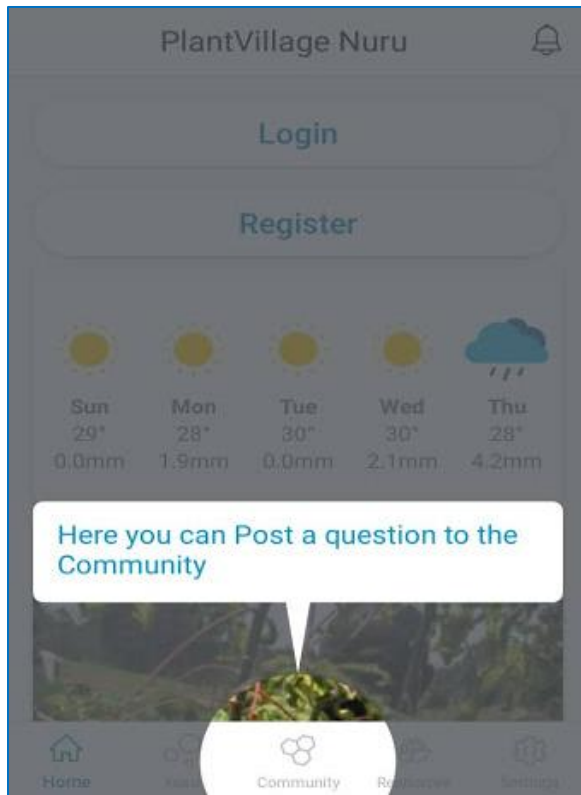 PlantVillage Nuru
Login
Register
Sun Mon Tue Wed Thu
29° 28° 30° 30° 28°
0.0mm 1.9mm 0.0mm 2.1mm 4.2mm
Here you can Post a question to the
Community
Home Community Settings